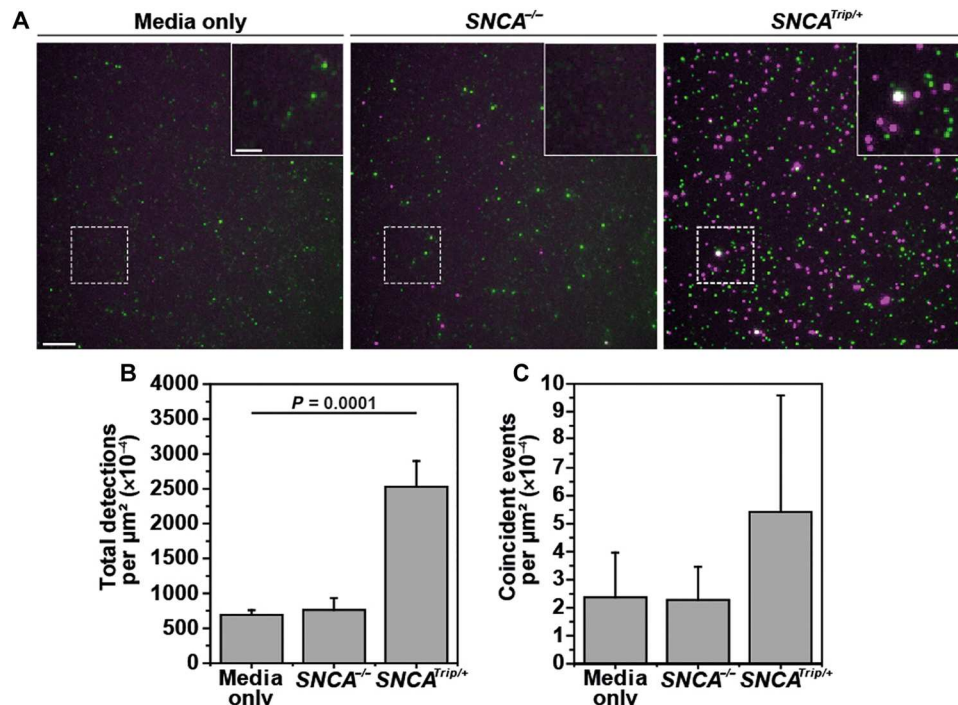 A
Media only
SNCA⁻/⁻
SNCAᵀʳⁱᵖ/⁺
B
4000
3500
3000
2500
2000
1500
1000
500
0
Total detections
per µm² (×10⁻⁴)
P = 0.0001
Media
only
SNCA⁻/⁻
SNCAᵀʳⁱᵖ/⁺
C
10
9
8
7
6
5
4
3
2
1
0
Coincident events
per µm² (×10⁻⁴)
Media
only
SNCA⁻/⁻
SNCAᵀʳⁱᵖ/⁺